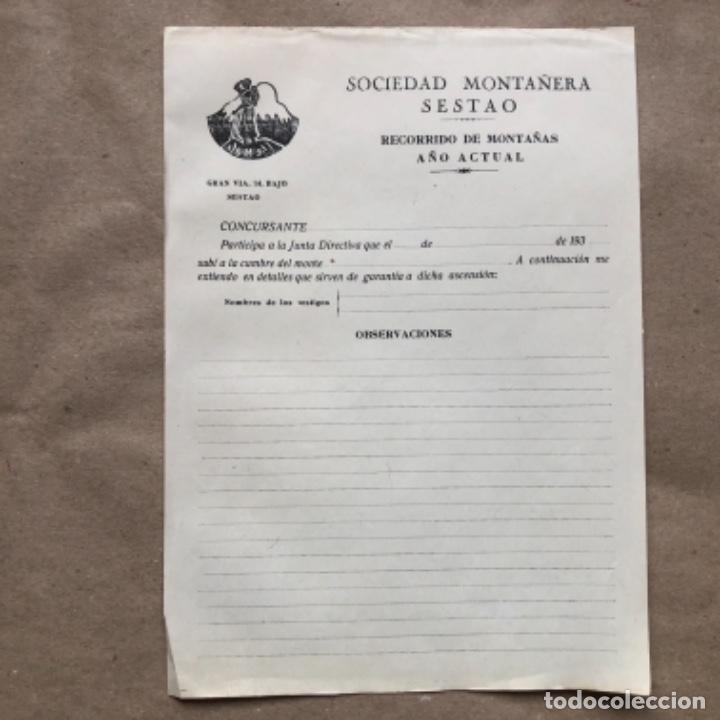 SOCIEDAD MONTAÑERA
SESTAO
RECORRIDO DE MONTAÑAS
AÑO ACTUAL
GRAN VIA, 14, BAJO
SESTAO
CONCURSANTE
Participa a la Junta Directiva que el de de 193
subí a la cumbre del monte * . A continuación me
extiendo en detalles que sirven de garantía a dicha ascensión:
Nombres de los testigos
OBSERVACIONES
todocoleccion